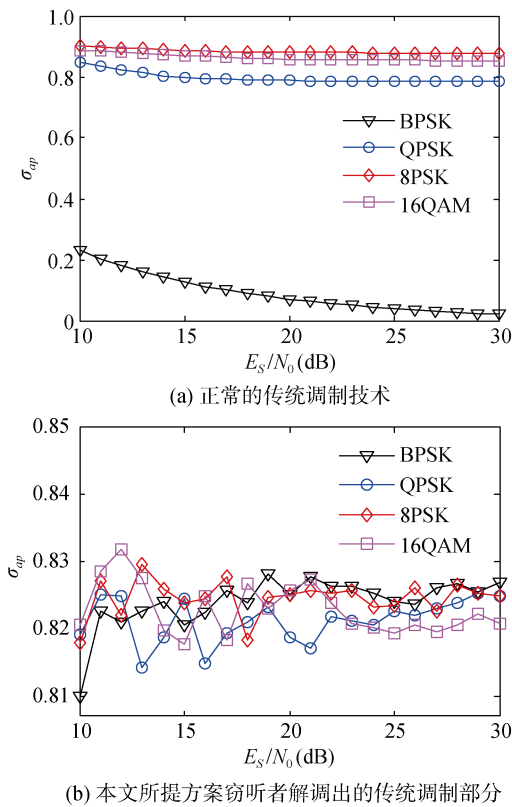 1.0
0.8
0.6
0.4
0.2
0
σap
BPSK
QPSK
8PSK
16QAM
10 15 20 25 30
ES/N0 (dB)
(a) 正常的传统调制技术
0.85
0.84
0.83
0.82
0.81
σap
BPSK
QPSK
8PSK
16QAM
10 15 20 25 30
ES/N0 (dB)
(b) 本文所提方案窃听者解调出的传统调制部分